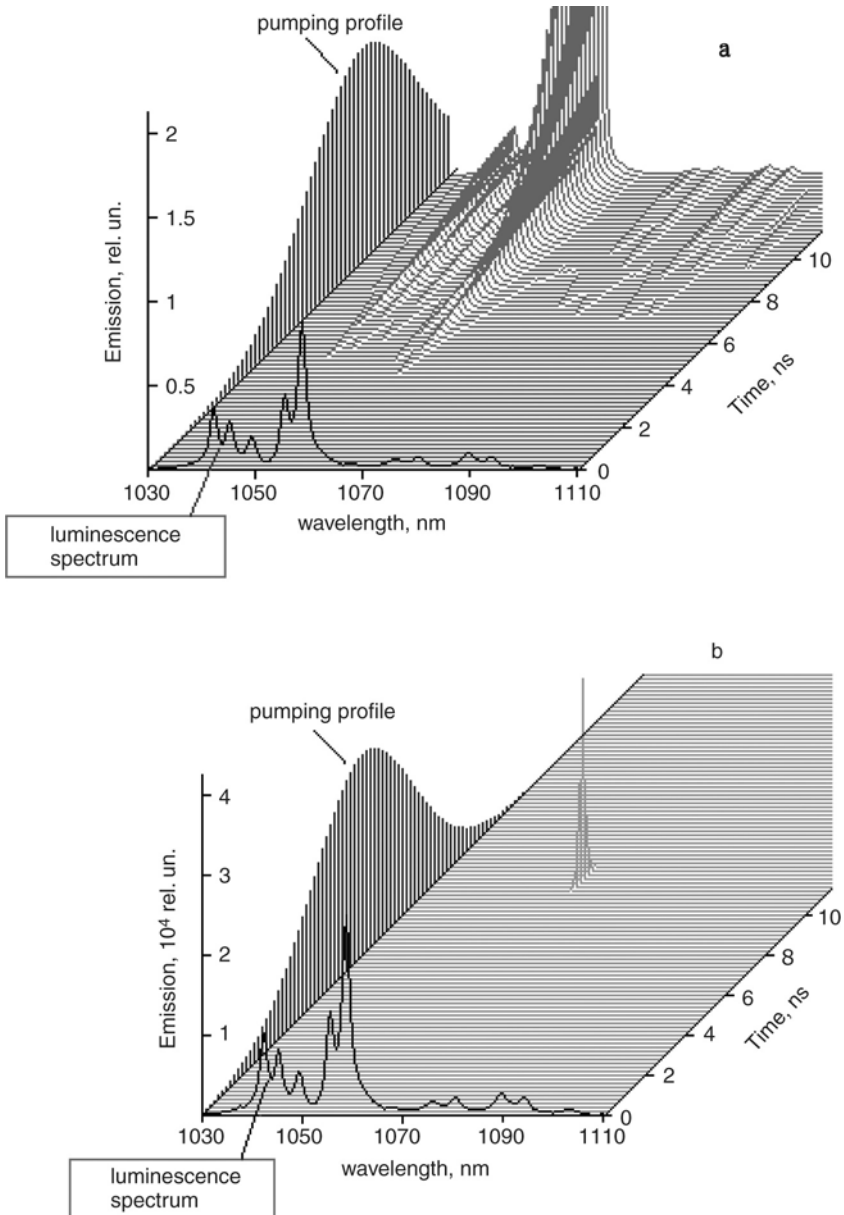 pumping profile
a
2
1.5
1
0.5
Emission, rel. un.
10
8
6
4
2
0
Time, ns
1030
1050
1070
1090
1110
wavelength, nm
luminescence
spectrum
b
pumping profile
4
3
2
1
Emission, 10⁴ rel. un.
10
8
6
4
2
0
Time, ns
1030
1050
1070
1090
1110
wavelength, nm
luminescence
spectrum